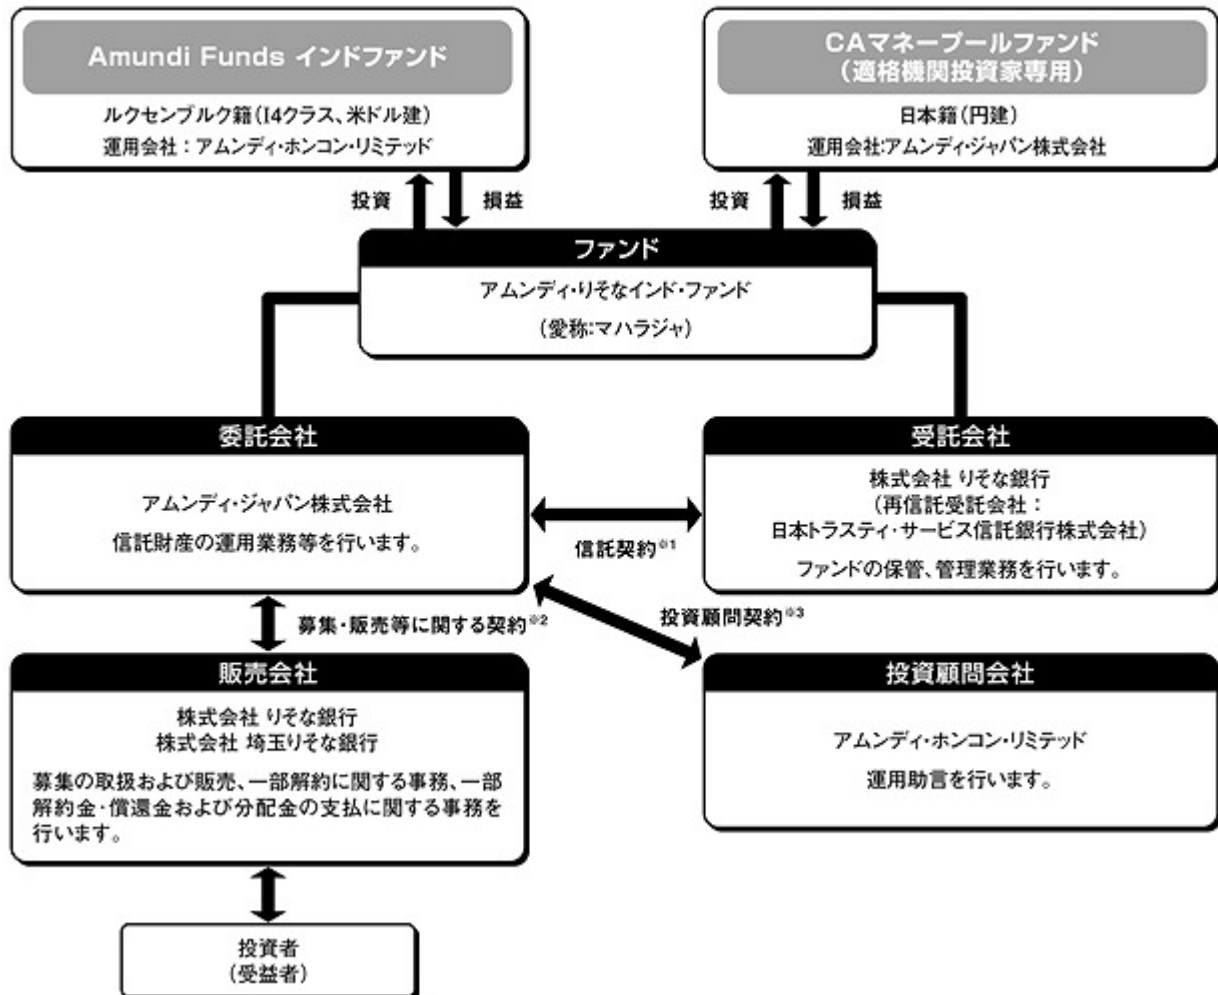 Amundi Funds インドファンド
ルクセンブルク籍(I4クラス、米ドル建)
運用会社：アムンディ・ホンコン・リミテッド
CAマネープールファンド
(適格機関投資家専用)
日本籍(円建)
運用会社:アムンディ・ジャパン株式会社
投資
損益
投資
損益
ファンド
アムンディ・りそなインド・ファンド
(愛称:マハラジャ)
委託会社
アムンディ・ジャパン株式会社
信託財産の運用業務等を行います。
受託会社
株式会社 りそな銀行
(再信託受託会社：
日本トラスティ・サービス信託銀行株式会社)
ファンドの保管、管理業務を行います。
信託契約※1
募集・販売等に関する契約※2
投資顧問契約※3
販売会社
株式会社 りそな銀行
株式会社 埼玉りそな銀行
募集の取扱および販売、一部解約に関する事務、一部
解約金・償還金および分配金の支払に関する事務を
行います。
投資顧問会社
アムンディ・ホンコン・リミテッド
運用助言を行います。
投資者
(受益者)